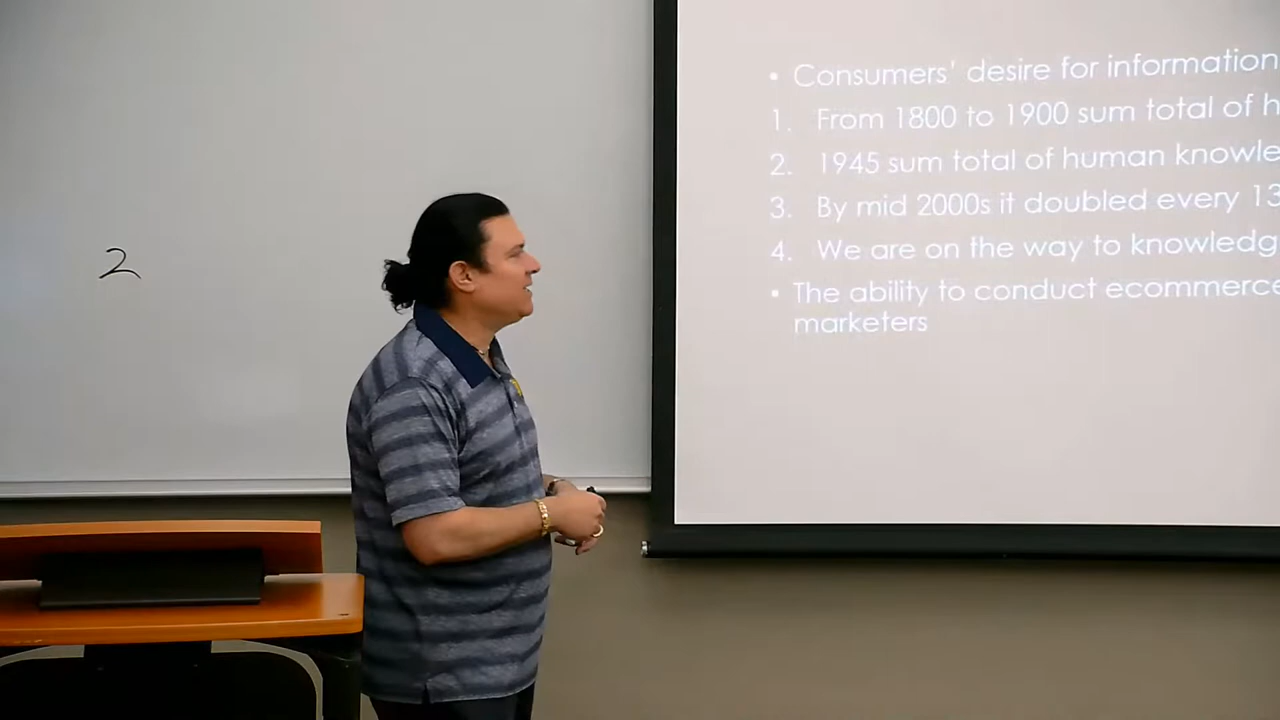 2
• Consumers' desire for information
1. From 1800 to 1900 sum total of h
2. 1945 sum total of human knowle
3. By mid 2000s it doubled every 13
4. We are on the way to knowledg
• The ability to conduct ecommerce
marketers